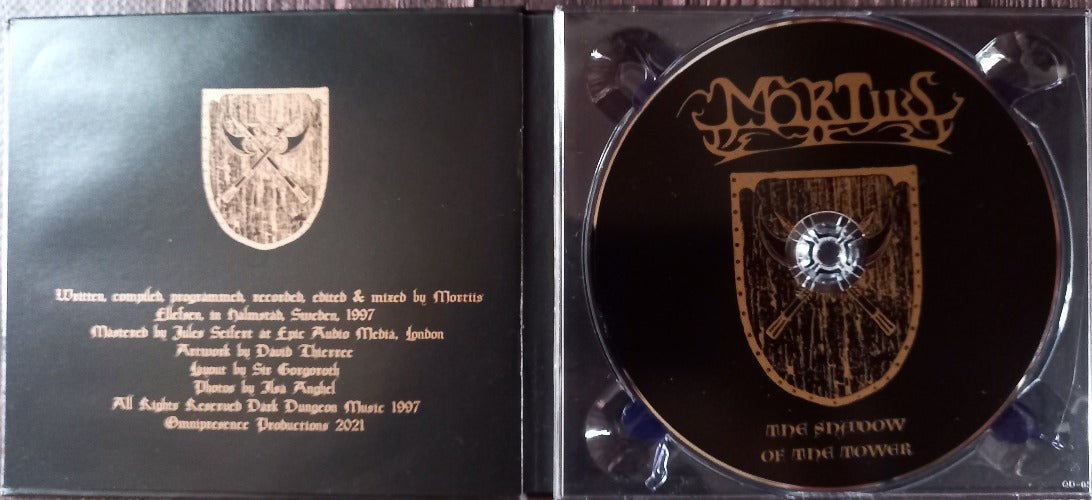 Written, compiled, programmed, recorded, edited & mixed by Mortiis
Ellefsen, in Halmstad, Sweden, 1997
Mastered by Jules Seifert at Epic Audio Media, London
Artwork by David Thierree
Layout by Sir Gorgoroth
Photos by Isa Anghel
All Rights Reserved Dark Dungeon Music 1997
Omnipresence Productions 2021
MORTIIS
THE SHADOW
OF THE TOWER